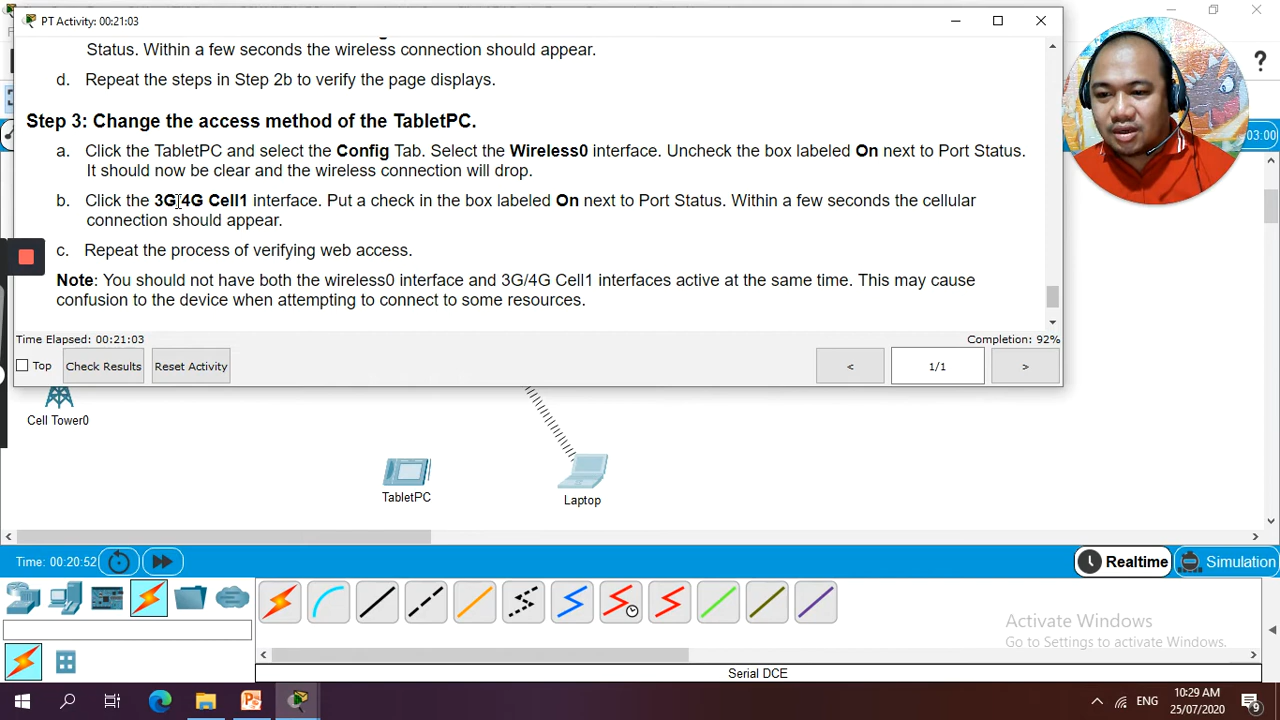 PT Activity: 00:21:03
Status. Within a few seconds the wireless connection should appear.
d. Repeat the steps in Step 2b to verify the page displays.
Step 3: Change the access method of the TabletPC.
a. Click the TabletPC and select the Config Tab. Select the Wireless0 interface. Uncheck the box labeled On next to Port Status.
It should now be clear and the wireless connection will drop.
b. Click the 3G/4G Cell1 interface. Put a check in the box labeled On next to Port Status. Within a few seconds the cellular
connection should appear.
c. Repeat the process of verifying web access.
Note: You should not have both the wireless0 interface and 3G/4G Cell1 interfaces active at the same time. This may cause
confusion to the device when attempting to connect to some resources.
Time Elapsed: 00:21:03
Completion: 92%
Top
Check Results
Reset Activity
<
1/1
>
?
03:00
Cell Tower0
TabletPC
Laptop
Time: 00:20:52
Realtime
Simulation
Activate Windows
Go to Settings to activate Windows.
Serial DCE
ENG
10:29 AM
25/07/2020
9